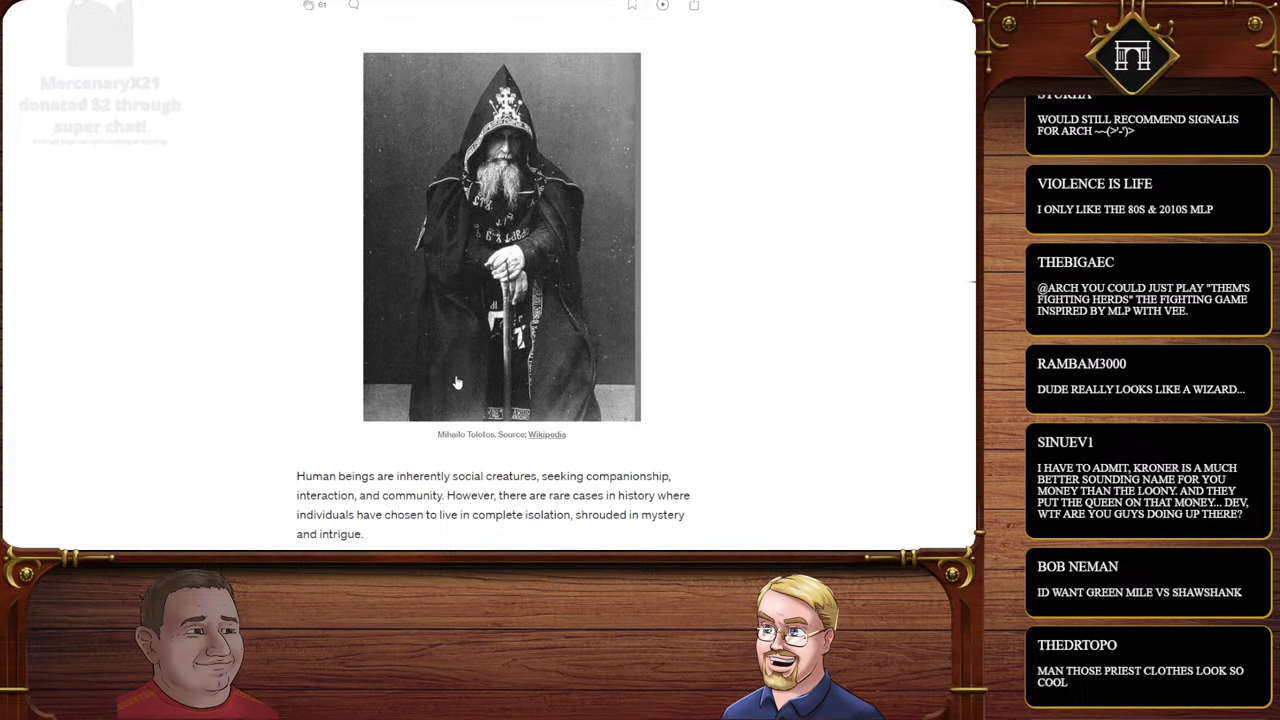 61
MercenaryX21
donated $2 through
super chat!
Mihailo Tolotos. Source; Wikipedia
Human beings are inherently social creatures, seeking companionship,
interaction, and community. However, there are rare cases in history where
individuals have chosen to live in complete isolation, shrouded in mystery
and intrigue.
WOULD STILL RECOMMEND SIGNALIS
FOR ARCH ~~(>'-')>
VIOLENCE IS LIFE
I ONLY LIKE THE 80S & 2010S MLP
THEBIGAEC
@ARCH YOU COULD JUST PLAY "THEM'S
FIGHTING HERDS" THE FIGHTING GAME
INSPIRED BY MLP WITH VEE.
RAMBAM3000
DUDE REALLY LOOKS LIKE A WIZARD...
SINUEV1
I HAVE TO ADMIT, KRONER IS A MUCH
BETTER SOUNDING NAME FOR YOU
MONEY THAN THE LOONY. AND THEY
PUT THE QUEEN ON THAT MONEY... DEV,
WTF ARE YOU GUYS DOING UP THERE?
BOB NEMAN
ID WANT GREEN MILE VS SHAWSHANK
THEDRTOPO
MAN THOSE PRIEST CLOTHES LOOK SO
COOL